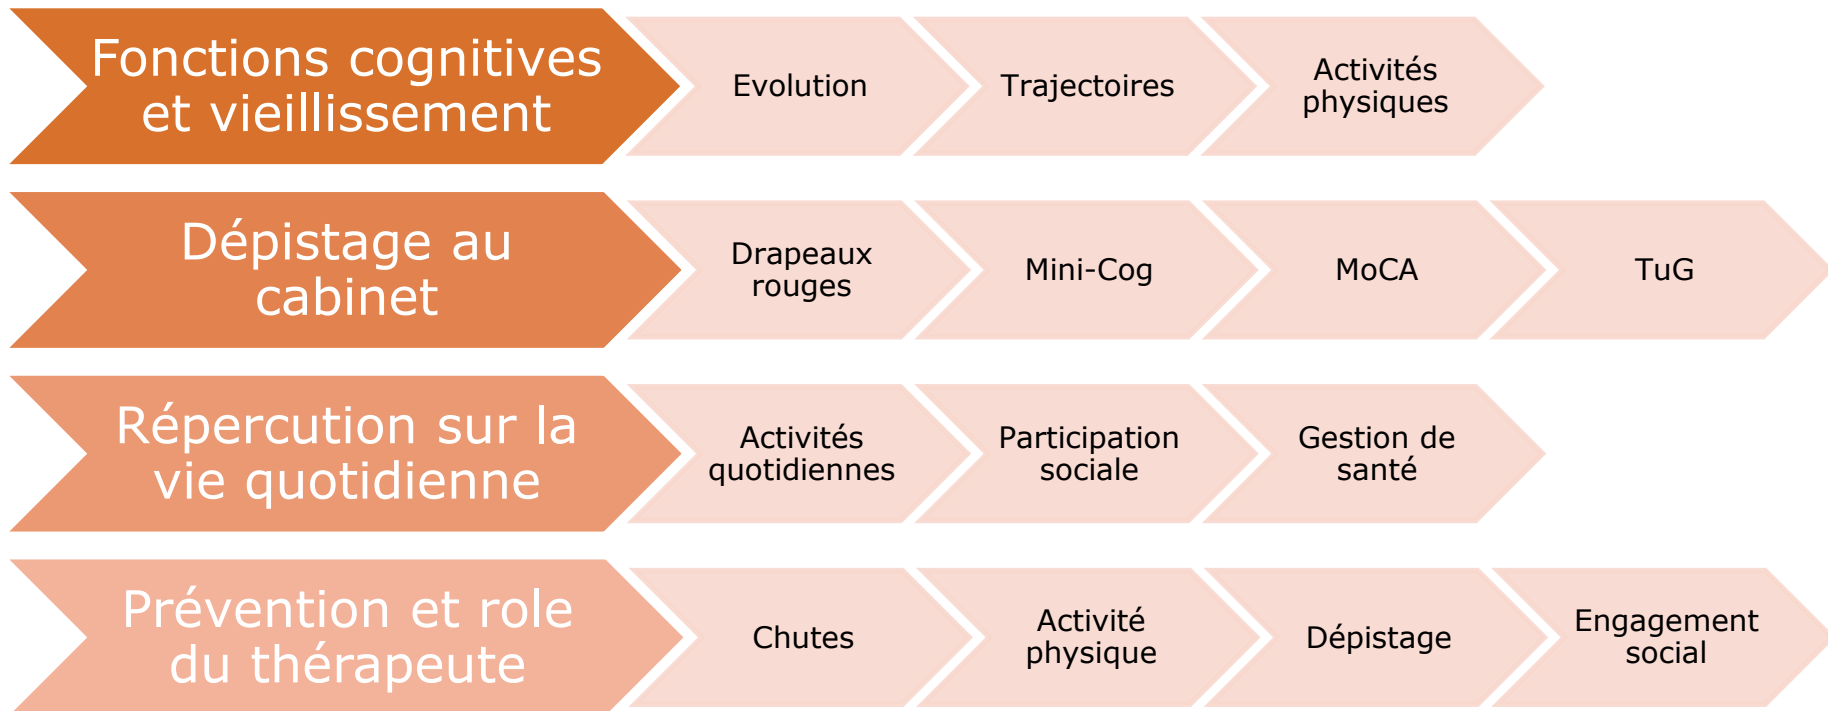 Fonctions cognitives
et vieillissement
Evolution
Trajectoires
Activités
physiques
Dépistage au
cabinet
Drapeaux
rouges
Mini-Cog
MoCA
TuG
Répercution sur la
vie quotidienne
Activités
quotidiennes
Participation
sociale
Gestion de
santé
Prévention et role
du thérapeute
Chutes
Activité
physique
Dépistage
Engagement
social